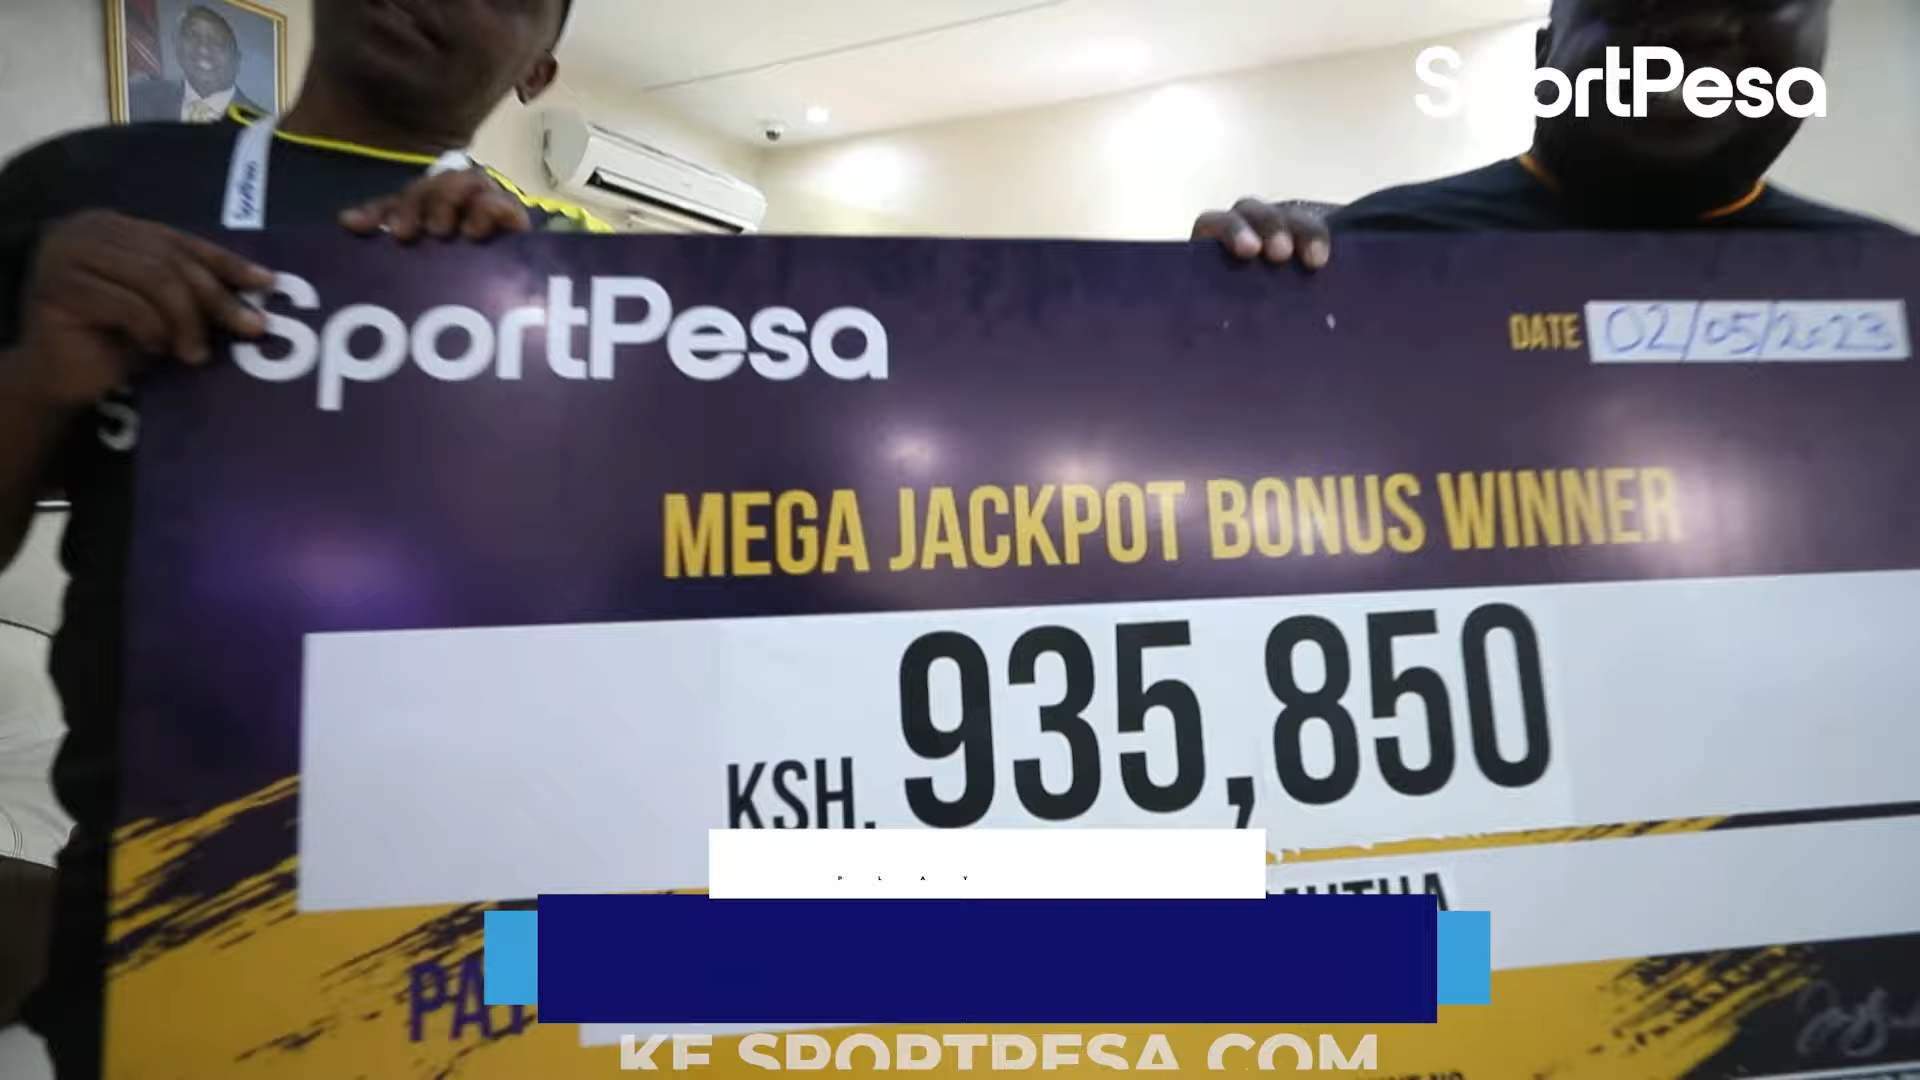 SportPesa
SportPesa
DATE 02/05/2023
MEGA JACKPOT BONUS WINNER
KSH. 935,850
PLAY
KE.SPORTPESA.COM